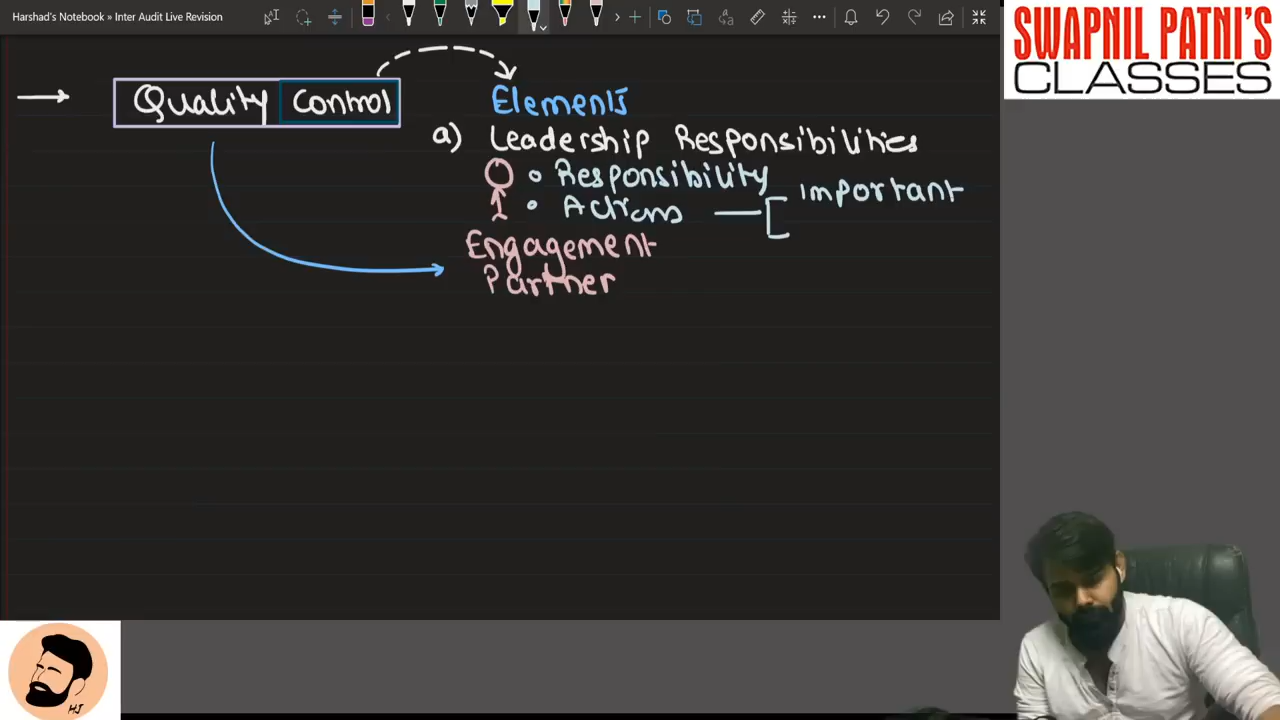 Harshad's Notebook » Inter Audit Live Revision
SWAPNIL PATNI'S
CLASSES
Quality Control
Elements
a) Leadership Responsibilities
• Responsibility
• Actions
Important
Engagement
Partner
HJ